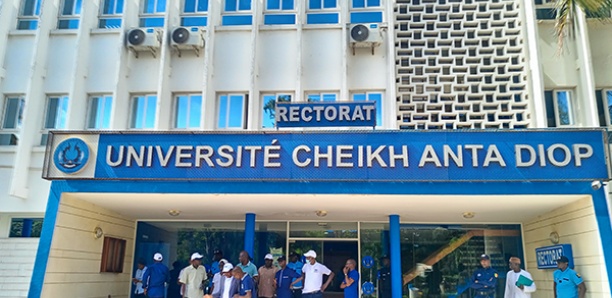 RECTORAT
UNIVERSITÉ CHEIKH ANTA DIOP
RECTORAT